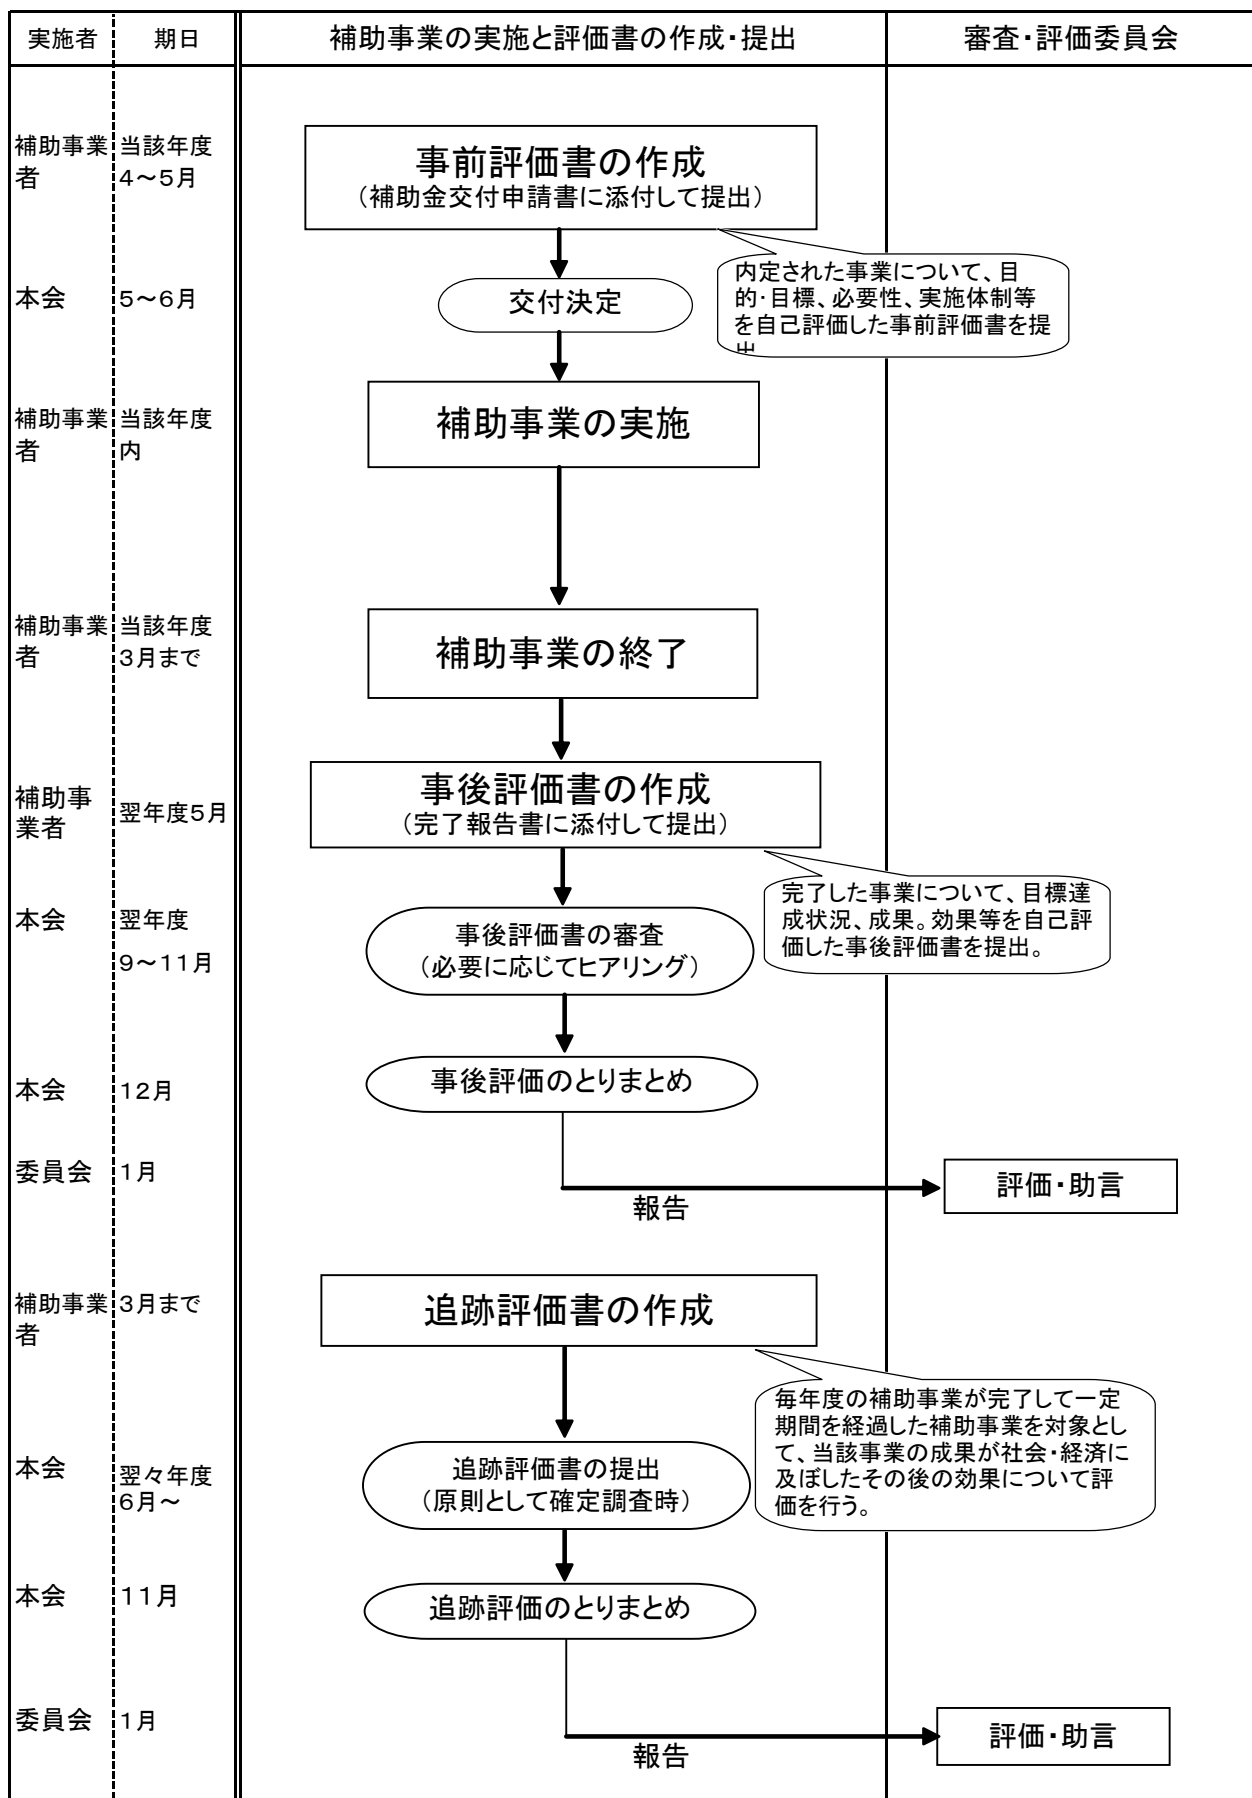 実施者 期日 補助事業の実施と評価書の作成・提出 審査・評価委員会
補助事業
者
当該年度
4～5月
事前評価書の作成
（補助金交付申請書に添付して提出）
内定された事業について、目
的・目標、必要性、実施体制等
を自己評価した事前評価書を提
出
本会 5～6月
交付決定
補助事業
者
当該年度
内
補助事業の実施
補助事業
者
当該年度
3月まで
補助事業の終了
補助事
業者
翌年度5月
事後評価書の作成
（完了報告書に添付して提出）
完了した事業について、目標達
成状況、成果。効果等を自己評
価した事後評価書を提出。
本会 翌年度
9～11月
事後評価書の審査
（必要に応じてヒアリング）
本会 12月
事後評価のとりまとめ
委員会 1月
報告
評価・助言
補助事業
者
3月まで
追跡評価書の作成
毎年度の補助事業が完了して一定
期間を経過した補助事業を対象とし
て、当該事業の成果が社会・経済に
及ぼしたその後の効果について評
価を行う。
本会 翌々年度
6月～
追跡評価書の提出
（原則として確定調査時）
本会 11月
追跡評価のとりまとめ
委員会 1月
報告
評価・助言